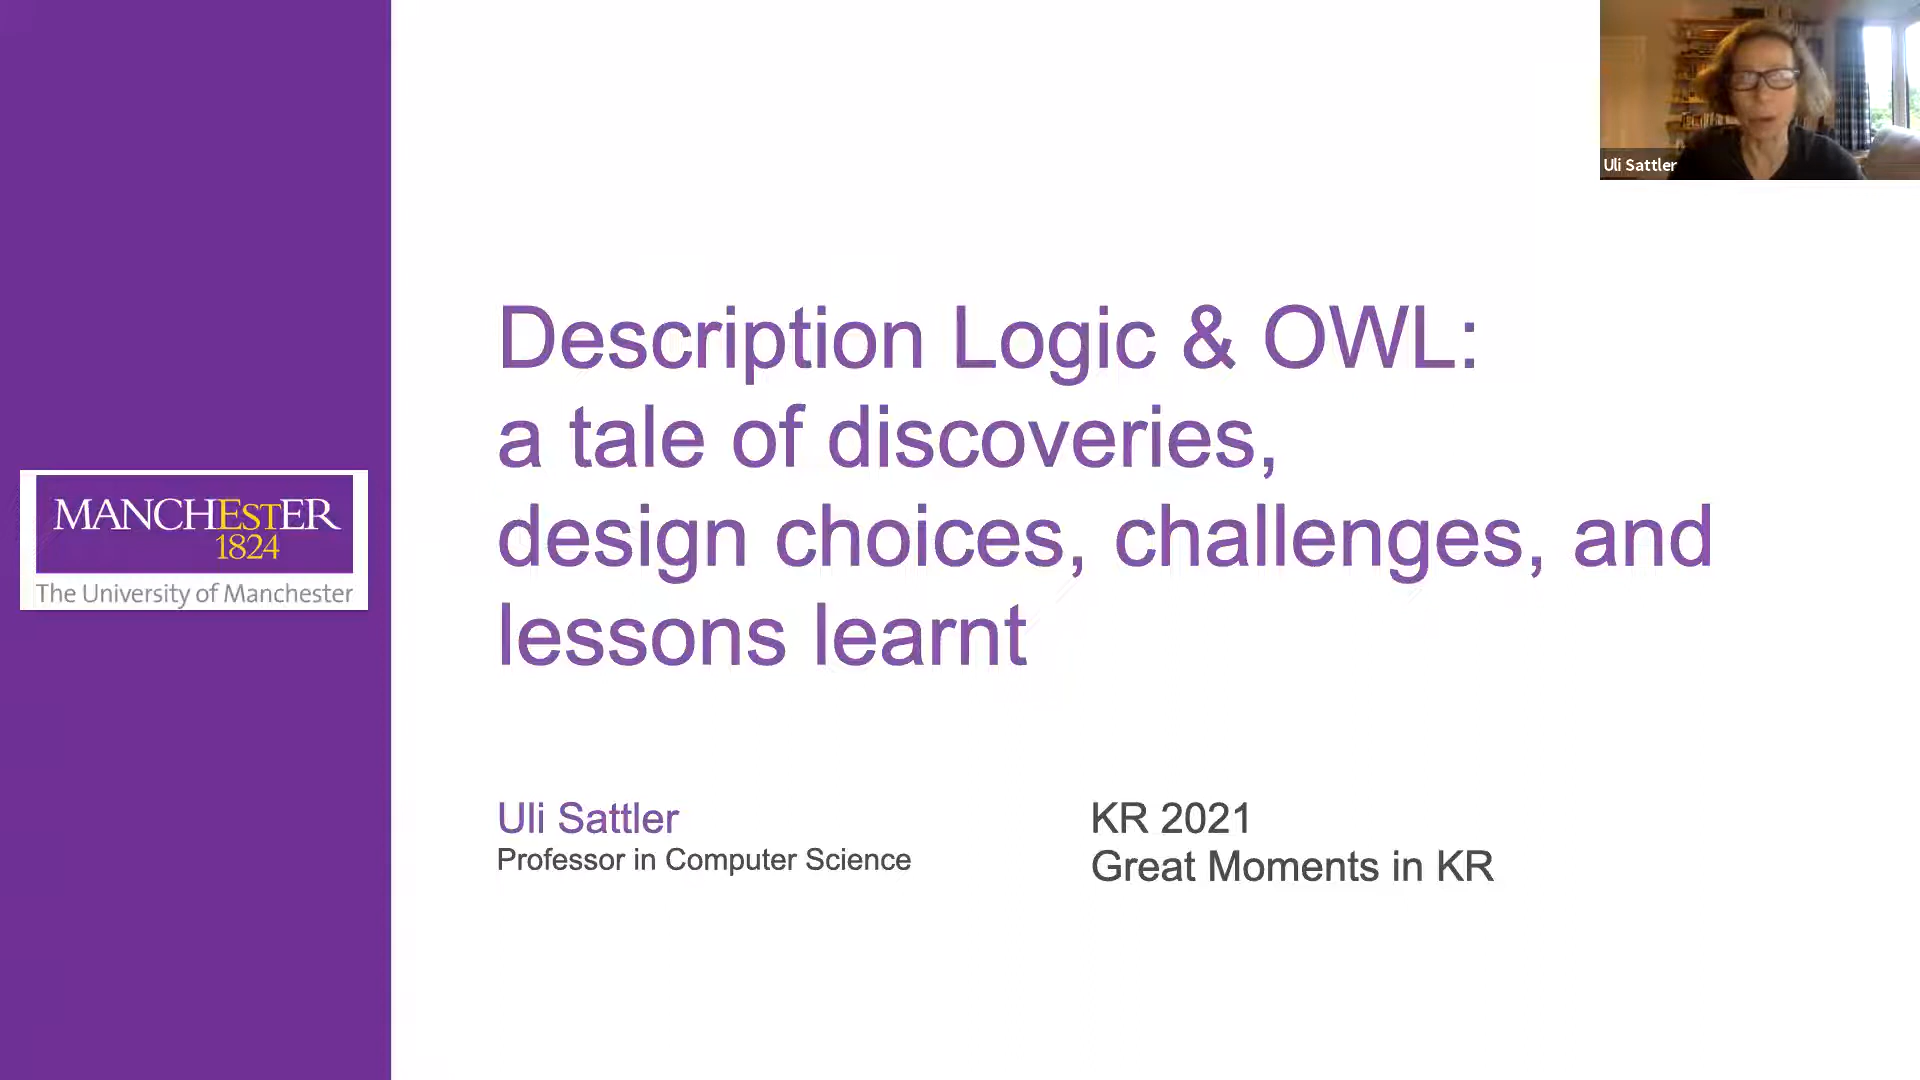 Uli Sattler
Description Logic & OWL:
a tale of discoveries,
design choices, challenges, and
lessons learnt
MANCHESTER
1824
The University of Manchester
Uli Sattler
Professor in Computer Science
KR 2021
Great Moments in KR